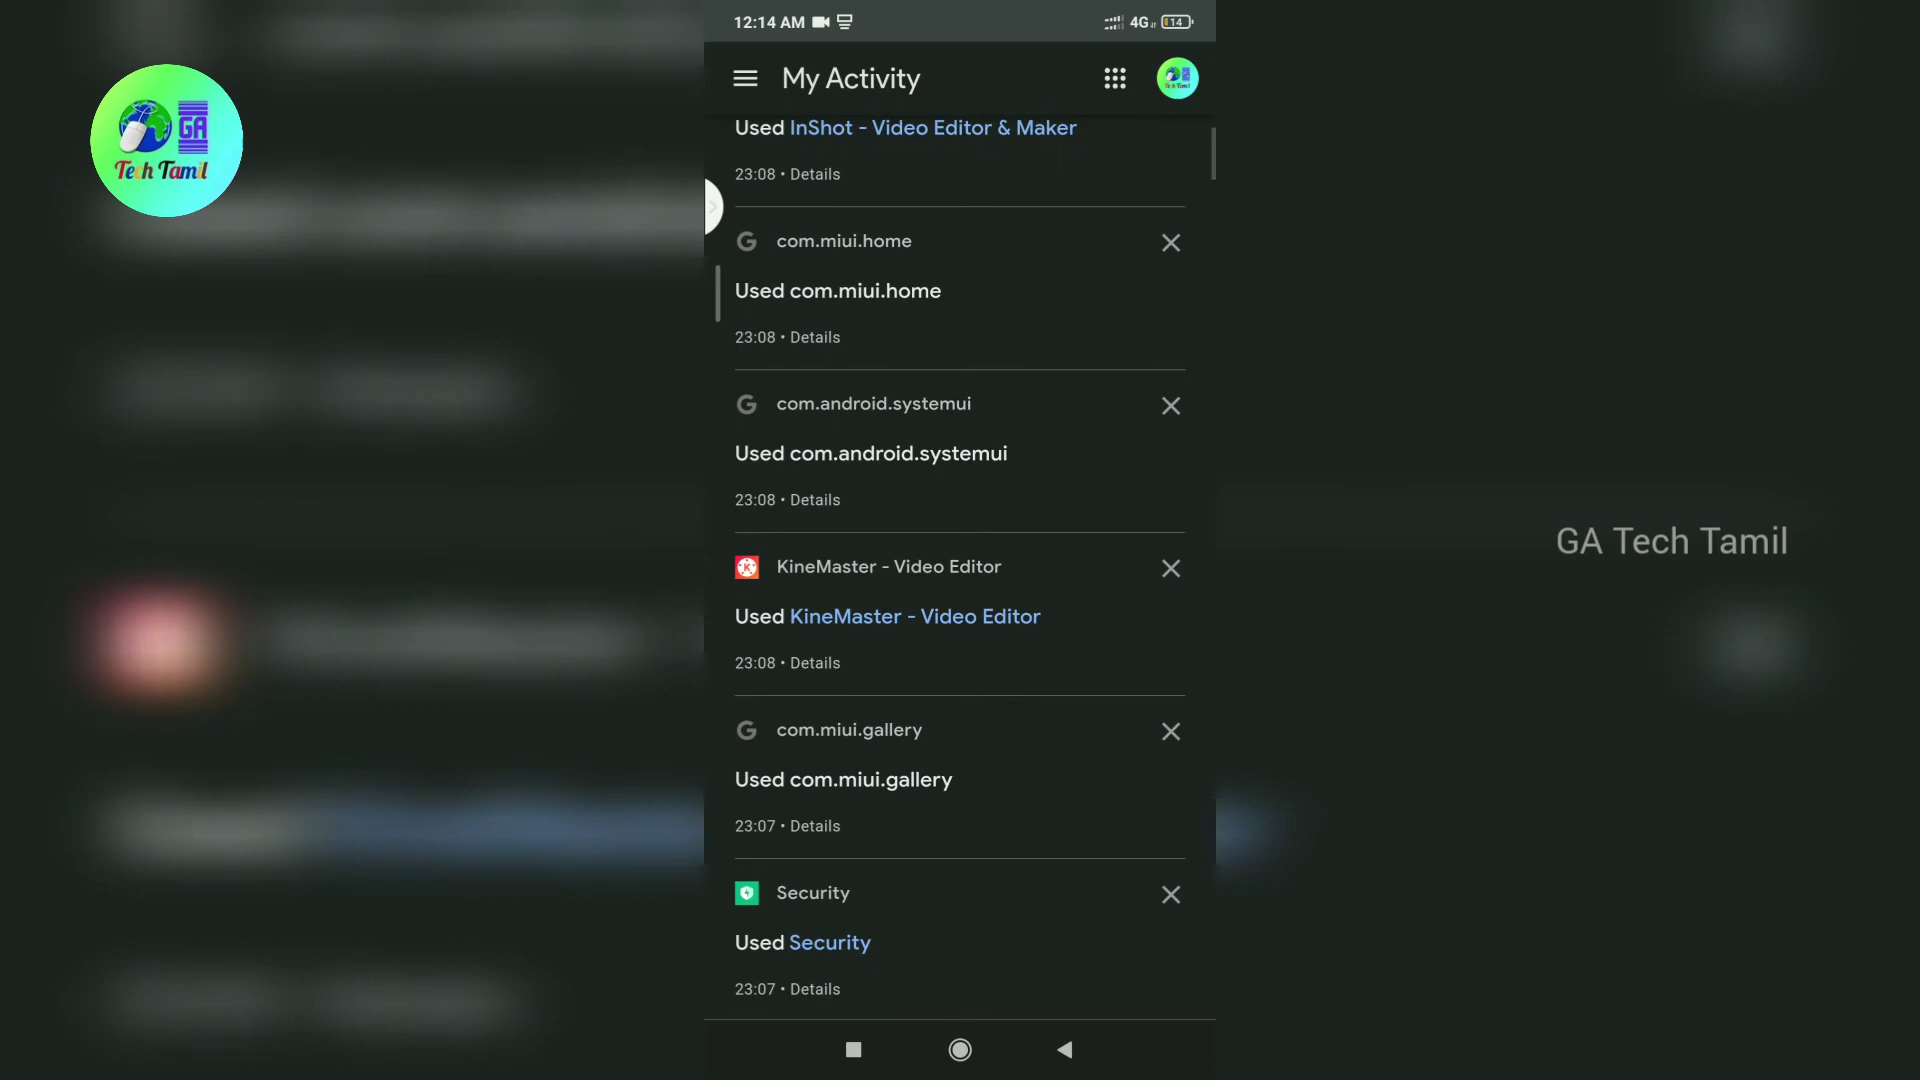 12:14 AM
4G
14
GA
Tech Tamil
My Activity
Used InShot - Video Editor & Maker
23:08 • Details
com.miui.home
Used com.miui.home
23:08 • Details
com.android.systemui
Used com.android.systemui
23:08 • Details
KineMaster - Video Editor
Used KineMaster - Video Editor
23:08 • Details
com.miui.gallery
Used com.miui.gallery
23:07 • Details
Security
Used Security
23:07 • Details
GA Tech Tamil